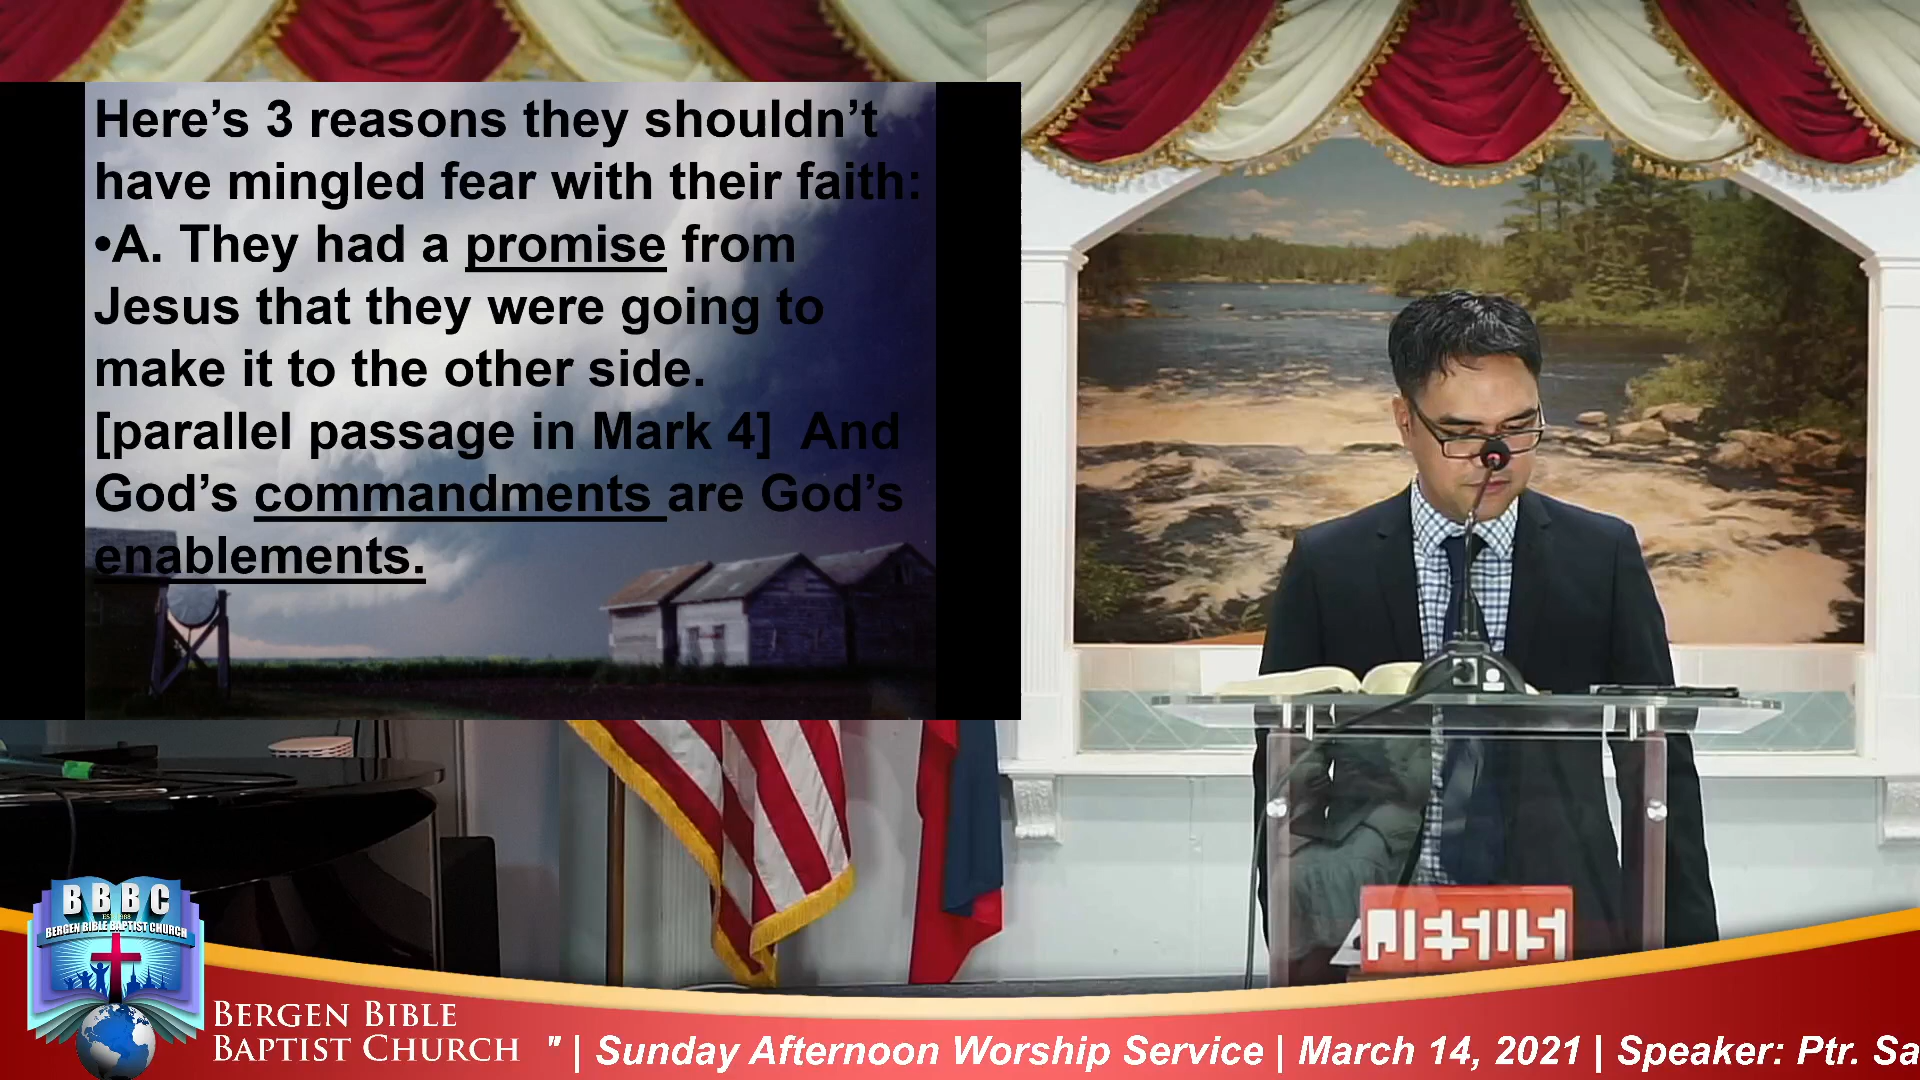 Here’s 3 reasons they shouldn’t
have mingled fear with their faith:
•A. They had a promise from
Jesus that they were going to
make it to the other side.
[parallel passage in Mark 4]  And
God’s commandments are God’s
enablements.
BBBC
BERGEN BIBLE BAPTIST CHURCH
BERGEN BIBLE
BAPTIST CHURCH
" | Sunday Afternoon Worship Service | March 14, 2021 | Speaker: Ptr. Sa